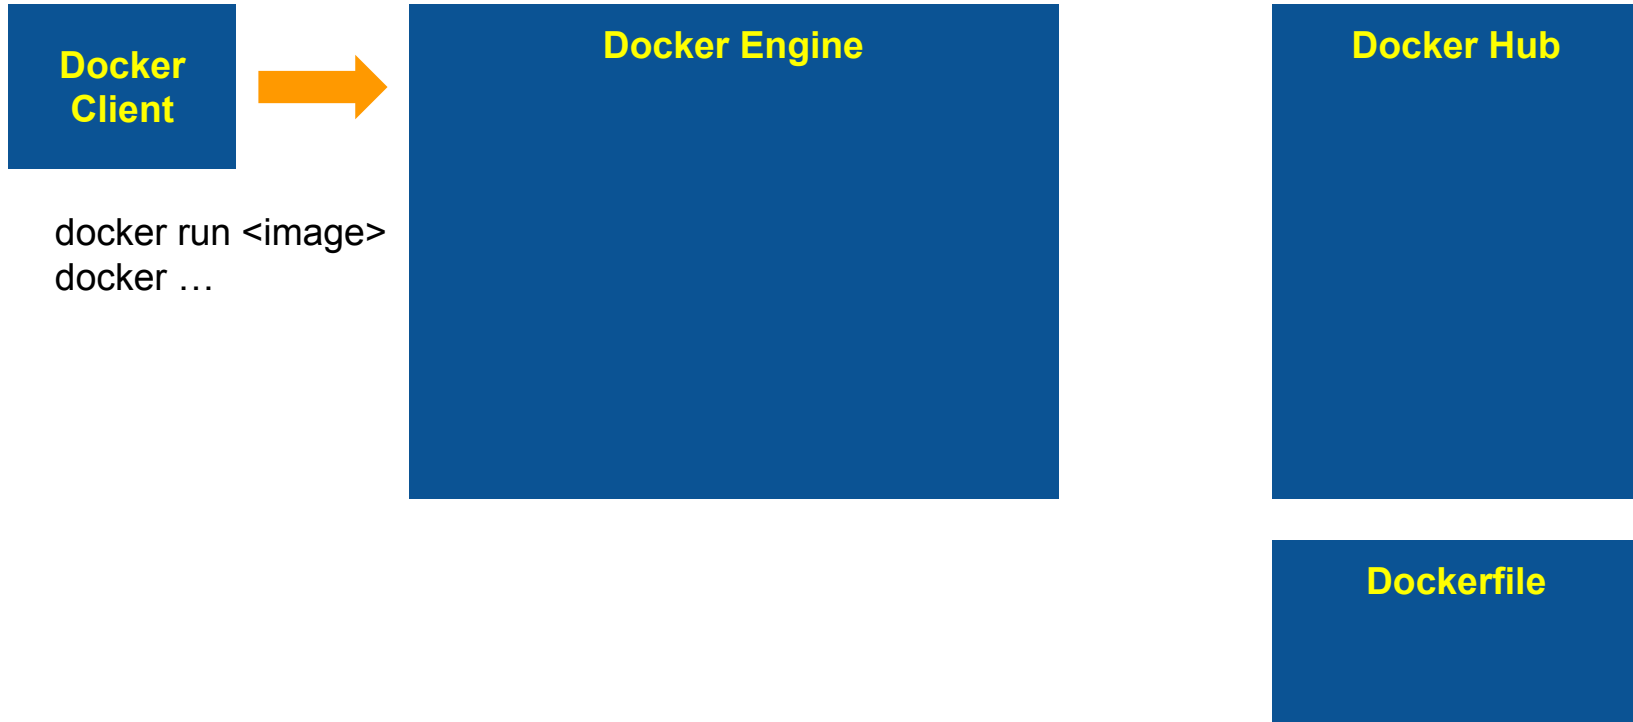 Docker
Client
Docker Engine
Docker Hub
docker run <image>
docker …
Dockerfile